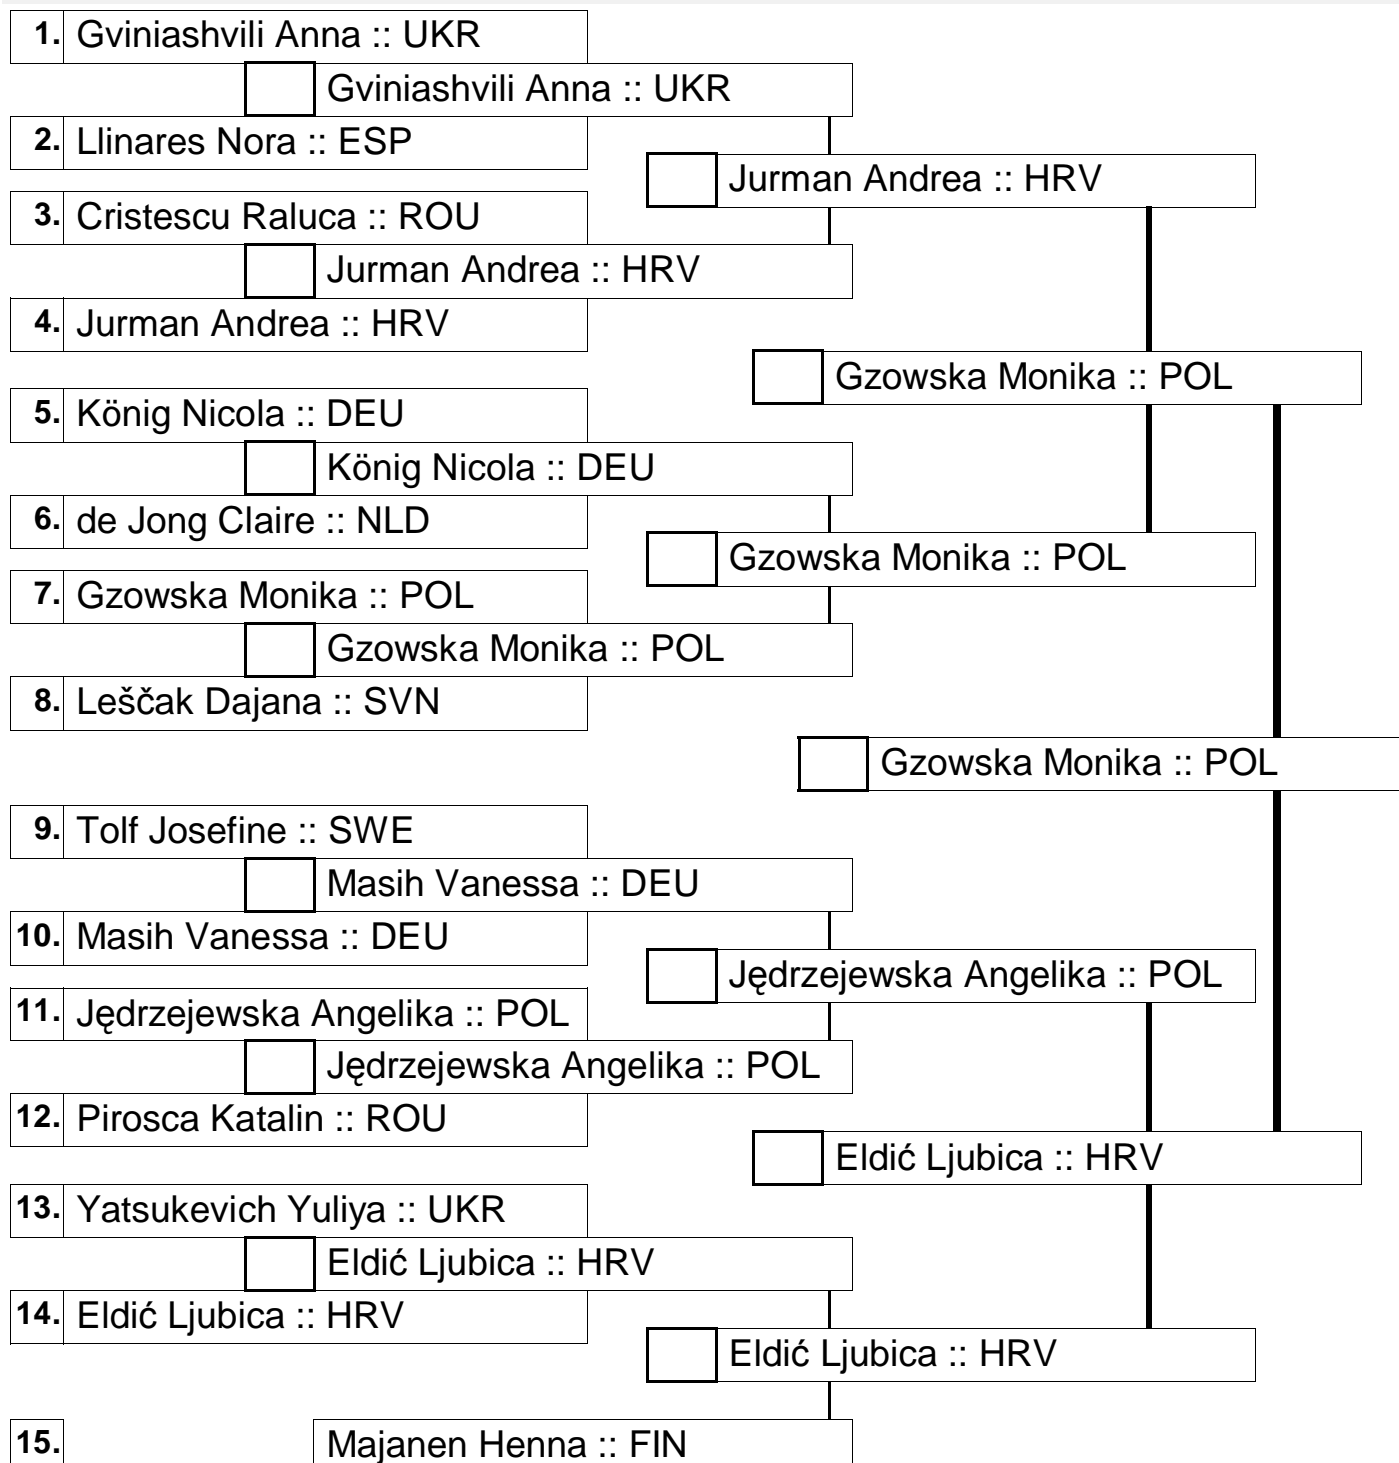 1. Gviniashvili Anna :: UKR
Gviniashvili Anna :: UKR
2. Llinares Nora :: ESP
Jurman Andrea :: HRV
3. Cristescu Raluca :: ROU
Jurman Andrea :: HRV
4. Jurman Andrea :: HRV
Gzowska Monika :: POL
5. König Nicola :: DEU
König Nicola :: DEU
6. de Jong Claire :: NLD
Gzowska Monika :: POL
7. Gzowska Monika :: POL
Gzowska Monika :: POL
8. Leščak Dajana :: SVN
Gzowska Monika :: POL
9. Tolf Josefine :: SWE
Masih Vanessa :: DEU
10. Masih Vanessa :: DEU
Jędrzejewska Angelika :: POL
11. Jędrzejewska Angelika :: POL
Jędrzejewska Angelika :: POL
12. Pirosca Katalin :: ROU
Eldić Ljubica :: HRV
13. Yatsukevich Yuliya :: UKR
Eldić Ljubica :: HRV
14. Eldić Ljubica :: HRV
Eldić Ljubica :: HRV
15. Majanen Henna :: FIN